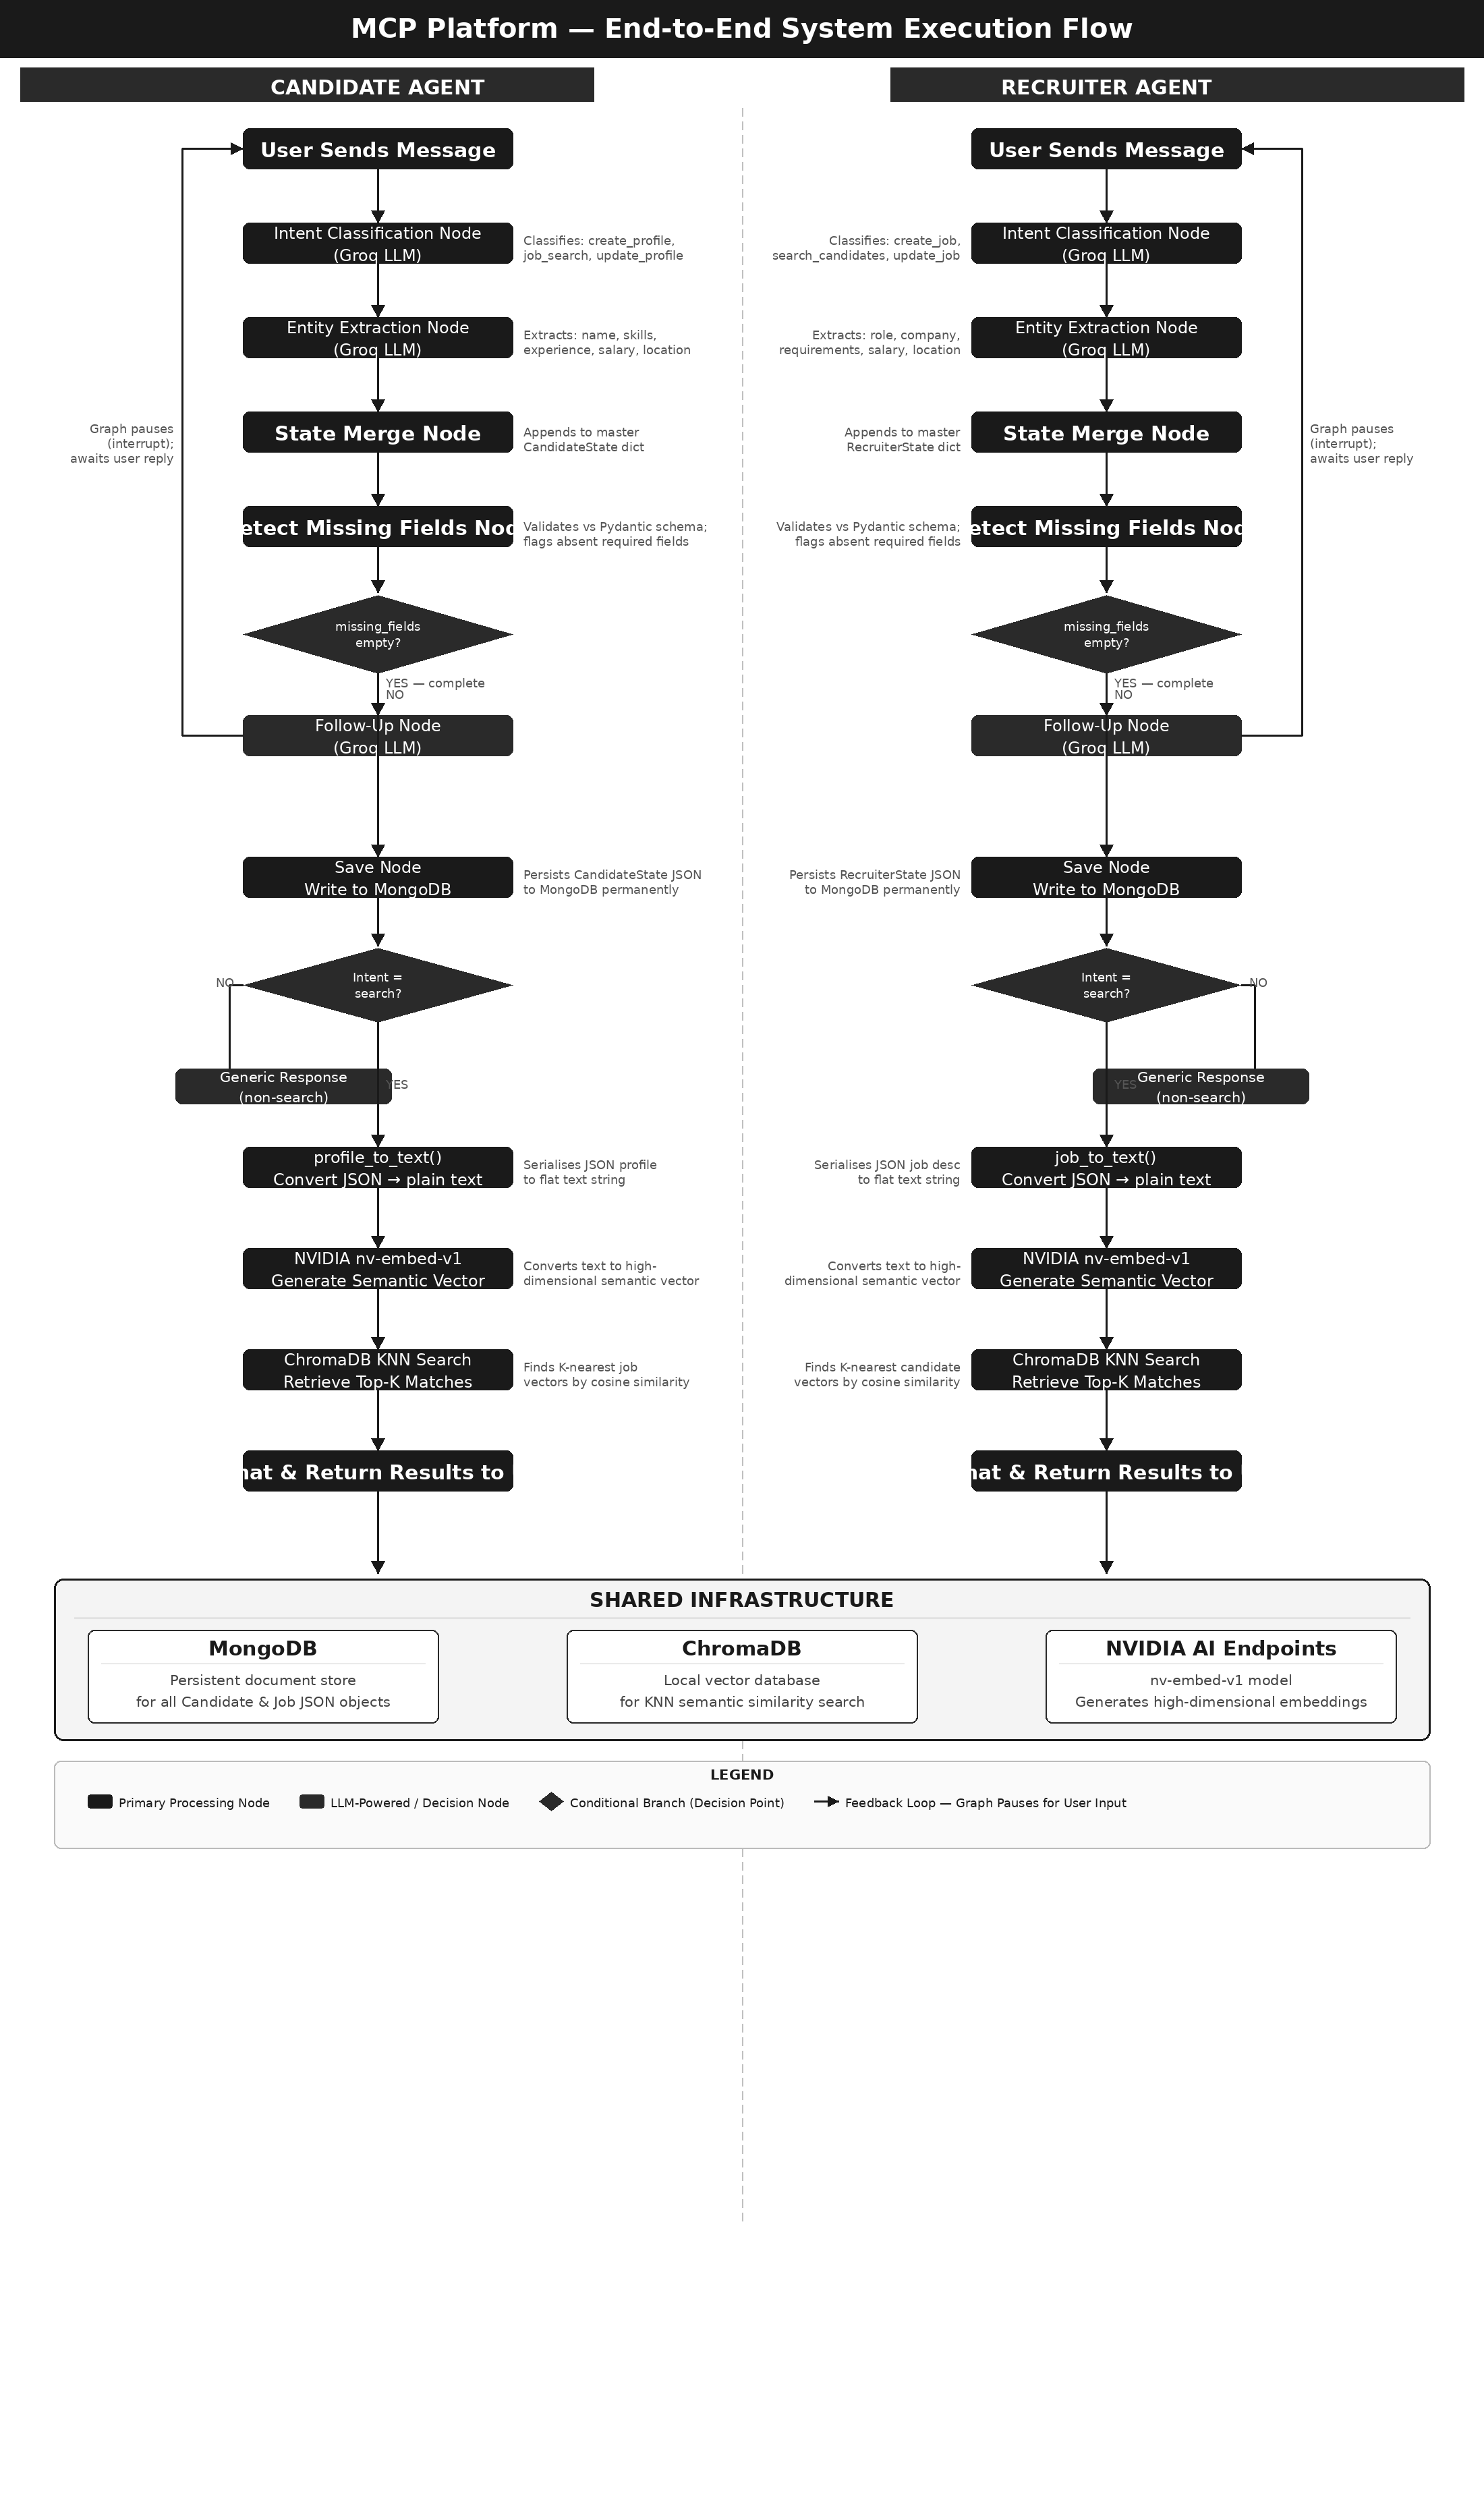 MCP Platform — End-to-End System Execution Flow
CANDIDATE AGENT
User Sends Message
Intent Classification Node
(Groq LLM)
Classifies: create_profile,
job_search, update_profile
Entity Extraction Node
(Groq LLM)
Extracts: name, skills,
experience, salary, location
State Merge Node
Appends to master
CandidateState dict
Graph pauses
(interrupt);
awaits user reply
etect Missing Fields Nod
Validates vs Pydantic schema;
flags absent required fields
missing_fields
empty?
YES — complete
NO
Follow-Up Node
(Groq LLM)
Save Node
Write to MongoDB
Persists CandidateState JSON
to MongoDB permanently
Intent =
search?
NO
Generic Response
(non-search)
YES
profile_to_text()
Convert JSON → plain text
Serialises JSON profile
to flat text string
NVIDIA nv-embed-v1
Generate Semantic Vector
Converts text to high-
dimensional semantic vector
ChromaDB KNN Search
Retrieve Top-K Matches
Finds K-nearest job
vectors by cosine similarity
hat & Return Results to
RECRUITER AGENT
User Sends Message
Classifies: create_job,
search_candidates, update_job
Intent Classification Node
(Groq LLM)
Extracts: role, company,
requirements, salary, location
Entity Extraction Node
(Groq LLM)
Appends to master
RecruiterState dict
State Merge Node
Graph pauses
(interrupt);
awaits user reply
Validates vs Pydantic schema;
flags absent required fields
etect Missing Fields Nod
missing_fields
empty?
YES — complete
NO
Follow-Up Node
(Groq LLM)
Persists RecruiterState JSON
to MongoDB permanently
Save Node
Write to MongoDB
Intent =
search?
NO
YES
Generic Response
(non-search)
Serialises JSON job desc
to flat text string
job_to_text()
Convert JSON → plain text
Converts text to high-
dimensional semantic vector
NVIDIA nv-embed-v1
Generate Semantic Vector
Finds K-nearest candidate
vectors by cosine similarity
ChromaDB KNN Search
Retrieve Top-K Matches
hat & Return Results to
SHARED INFRASTRUCTURE
MongoDB
Persistent document store
for all Candidate & Job JSON objects
ChromaDB
Local vector database
for KNN semantic similarity search
NVIDIA AI Endpoints
nv-embed-v1 model
Generates high-dimensional embeddings
LEGEND
Primary Processing Node
LLM-Powered / Decision Node
Conditional Branch (Decision Point)
Feedback Loop — Graph Pauses for User Input